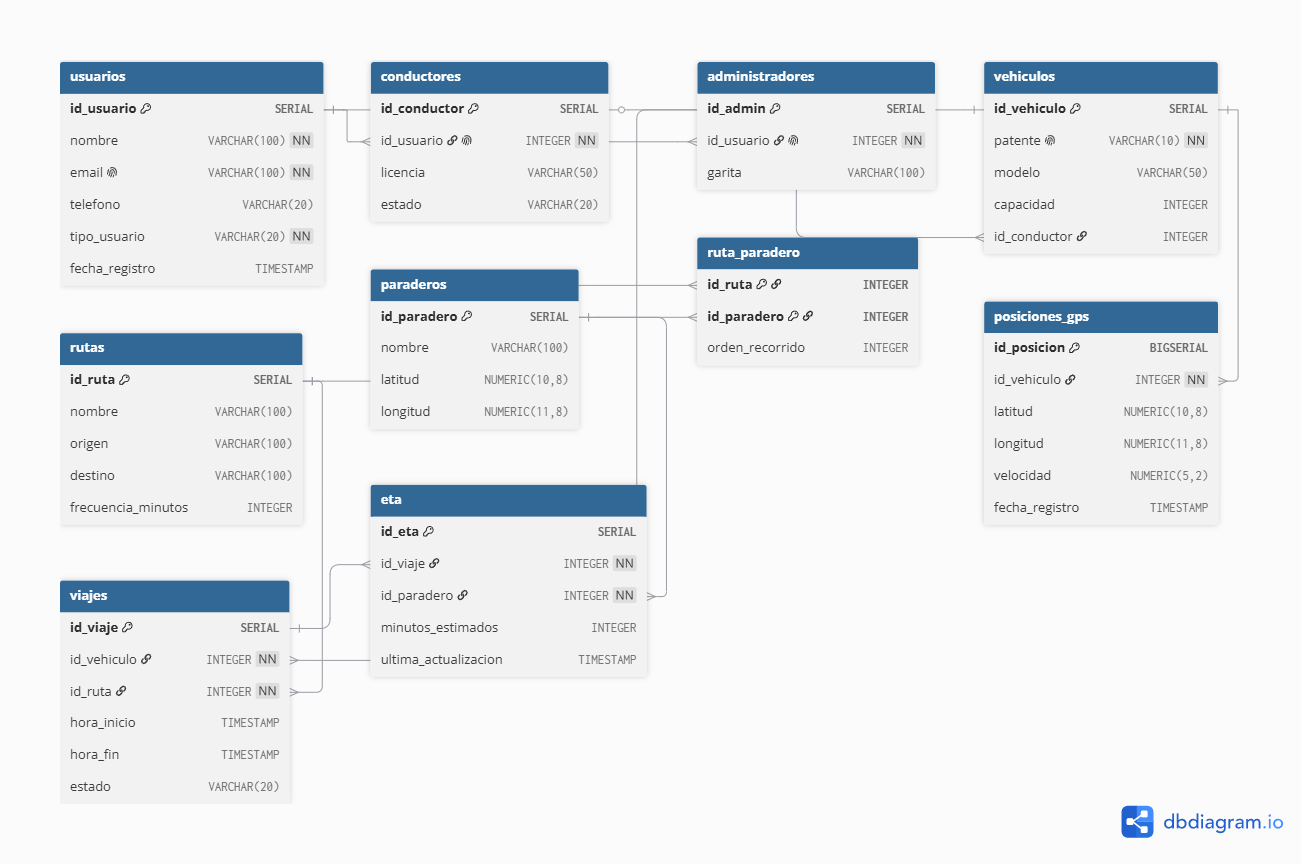 usuarios
id_usuario SERIAL
nombre VARCHAR(100) NN
email VARCHAR(100) NN
telefono VARCHAR(20)
tipo_usuario VARCHAR(20) NN
fecha_registro TIMESTAMP
conductores
id_conductor SERIAL
id_usuario INTEGER NN
licencia VARCHAR(50)
estado VARCHAR(20)
administradores
id_admin SERIAL
id_usuario INTEGER NN
garita VARCHAR(100)
vehiculos
id_vehiculo SERIAL
patente VARCHAR(10) NN
modelo VARCHAR(50)
capacidad INTEGER
id_conductor INTEGER
ruta_paradero
id_ruta INTEGER
id_paradero INTEGER
orden_recorrido INTEGER
paraderos
id_paradero SERIAL
nombre VARCHAR(100)
latitud NUMERIC(10,8)
longitud NUMERIC(11,8)
posiciones_gps
id_posicion BIGSERIAL
id_vehiculo INTEGER NN
latitud NUMERIC(10,8)
longitud NUMERIC(11,8)
velocidad NUMERIC(5,2)
fecha_registro TIMESTAMP
rutas
id_ruta SERIAL
nombre VARCHAR(100)
origen VARCHAR(100)
destino VARCHAR(100)
frecuencia_minutos INTEGER
eta
id_eta SERIAL
id_viaje INTEGER NN
id_paradero INTEGER NN
minutos_estimados INTEGER
ultima_actualizacion TIMESTAMP
viajes
id_viaje SERIAL
id_vehiculo INTEGER NN
id_ruta INTEGER NN
hora_inicio TIMESTAMP
hora_fin TIMESTAMP
estado VARCHAR(20)
dbdiagram.io